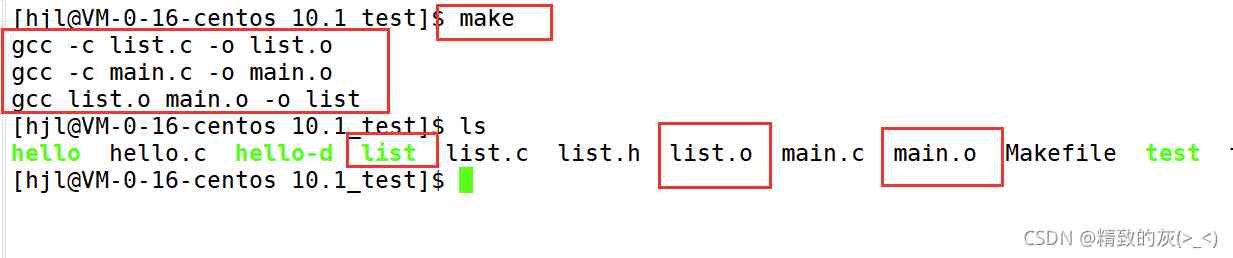 [hjl@VM-0-16-centos 10.1_test]$ make
gcc -c list.c -o list.o
gcc -c main.c -o main.o
gcc list.o main.o -o list
[hjl@VM-0-16-centos 10.1_test]$ ls
hello hello.c hello-d list list.c list.h list.o main.c main.o Makefile test
[hjl@VM-0-16-centos 10.1_test]$
CSDN @精致的灰(>_<)